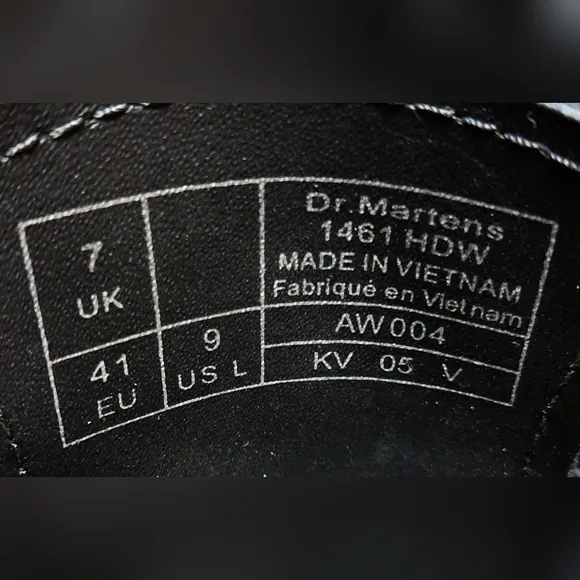 7
UK
41
EU
9
US L
Dr.Martens
1461 HDW
MADE IN VIETNAM
Fabriqué en Vietnam
AW004
KV 05 V